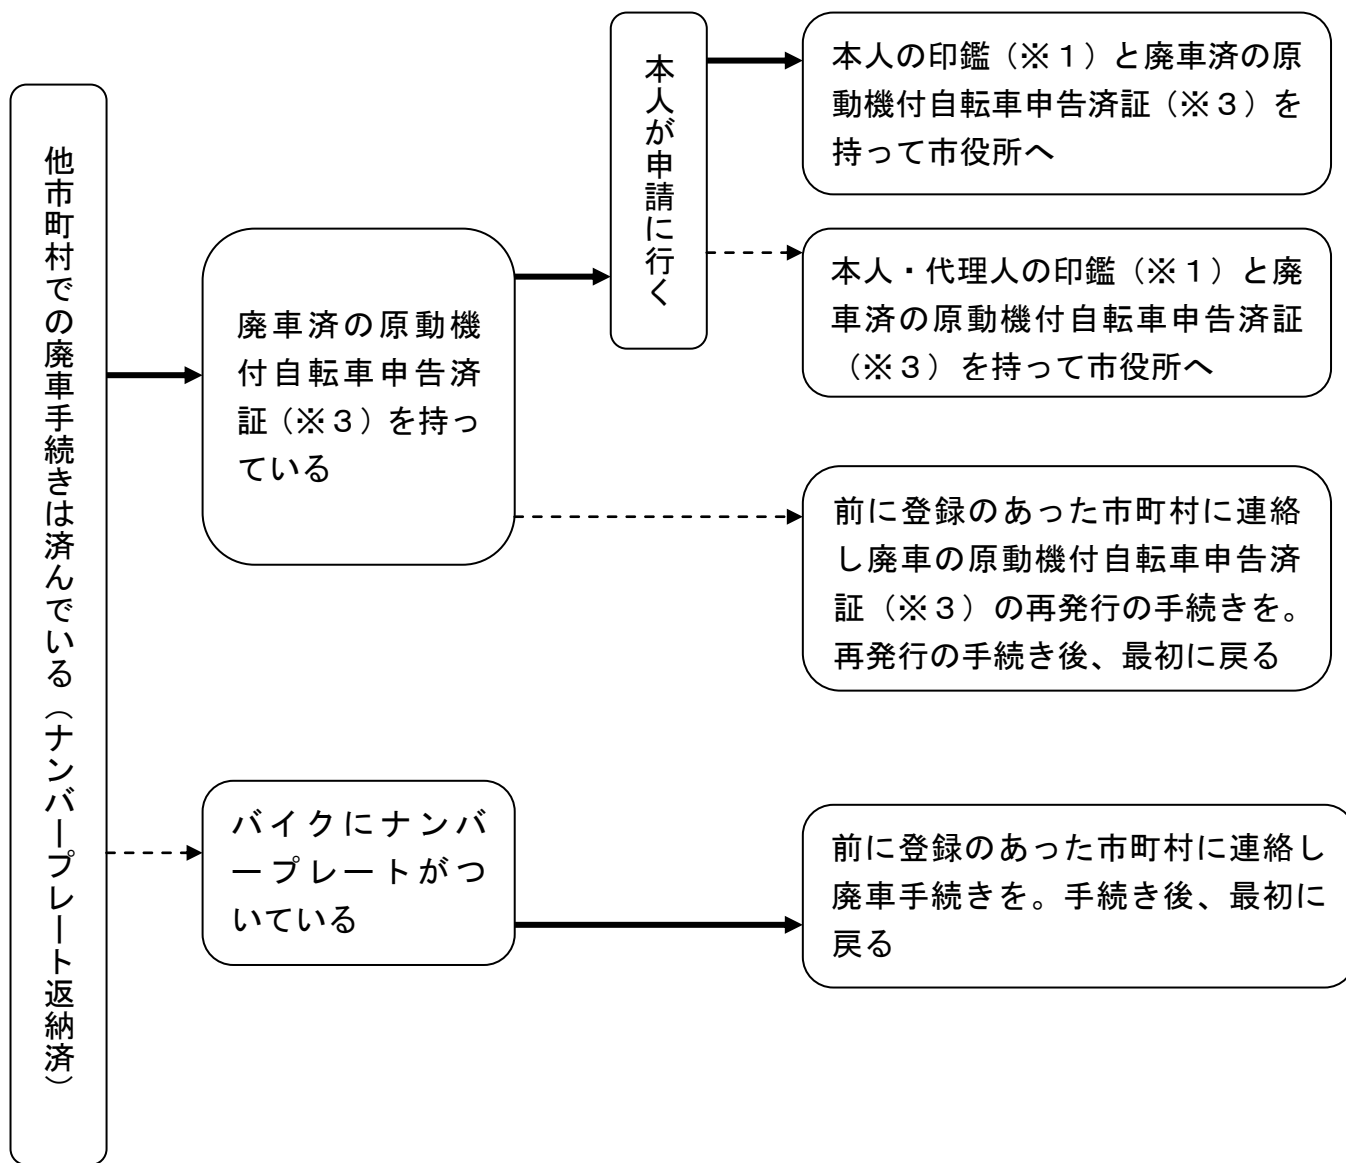 他市町村での廃車手続きは済んでいる（ナンバープレート返納済）
廃車済の原動機
付自転車申告済
証（※３）を持っ
ている
本人が申請に行く
本人の印鑑（※１）と廃車済の原
動機付自転車申告済証（※３）を
持って市役所へ
本人・代理人の印鑑（※１）と廃
車済の原動機付自転車申告済証
（※３）を持って市役所へ
前に登録のあった市町村に連絡
し廃車の原動機付自転車申告済
証（※３）の再発行の手続きを。
再発行の手続き後、最初に戻る
バイクにナンバ
ープレートがつ
いている
前に登録のあった市町村に連絡し
廃車手続きを。手続き後、最初に
戻る